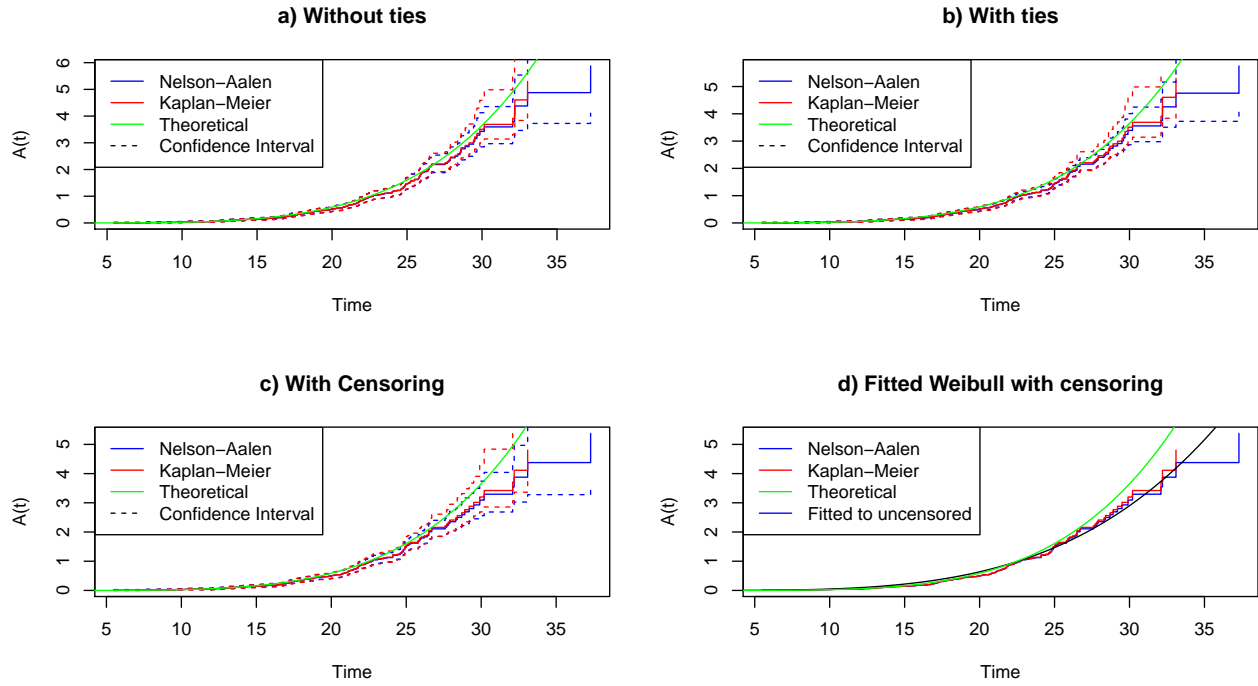 a) Without ties
A(t)
0 1 2 3 4 5 6
Nelson−Aalen
Kaplan−Meier
Theoretical
Confidence Interval
5 10 15 20 25 30 35
Time
b) With ties
A(t)
0 1 2 3 4 5
Nelson−Aalen
Kaplan−Meier
Theoretical
Confidence Interval
5 10 15 20 25 30 35
Time
c) With Censoring
A(t)
0 1 2 3 4 5
Nelson−Aalen
Kaplan−Meier
Theoretical
Confidence Interval
5 10 15 20 25 30 35
Time
d) Fitted Weibull with censoring
A(t)
0 1 2 3 4 5
Nelson−Aalen
Kaplan−Meier
Theoretical
Fitted to uncensored
5 10 15 20 25 30 35
Time